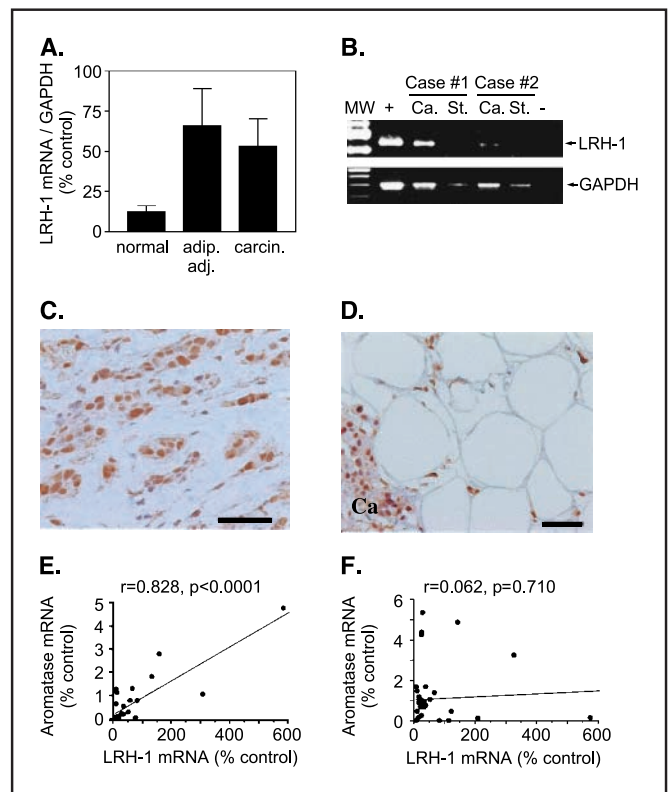 A.
LRH-1 mRNA / GAPDH
(% control)
100
75
50
25
0
normal
adip.
adj.
carcin.
B.
Case #1 Case #2
MW + Ca. St. Ca. St. -
LRH-1
GAPDH
C.
D.
Ca
E.
r=0.828, p<0.0001
Aromatase mRNA
(% control)
5
4
3
2
1
0
0 200 400 600
LRH-1 mRNA (% control)
F.
r=0.062, p=0.710
Aromatase mRNA
(% control)
6
4
2
0
0 200 400 600
LRH-1 mRNA (% control)